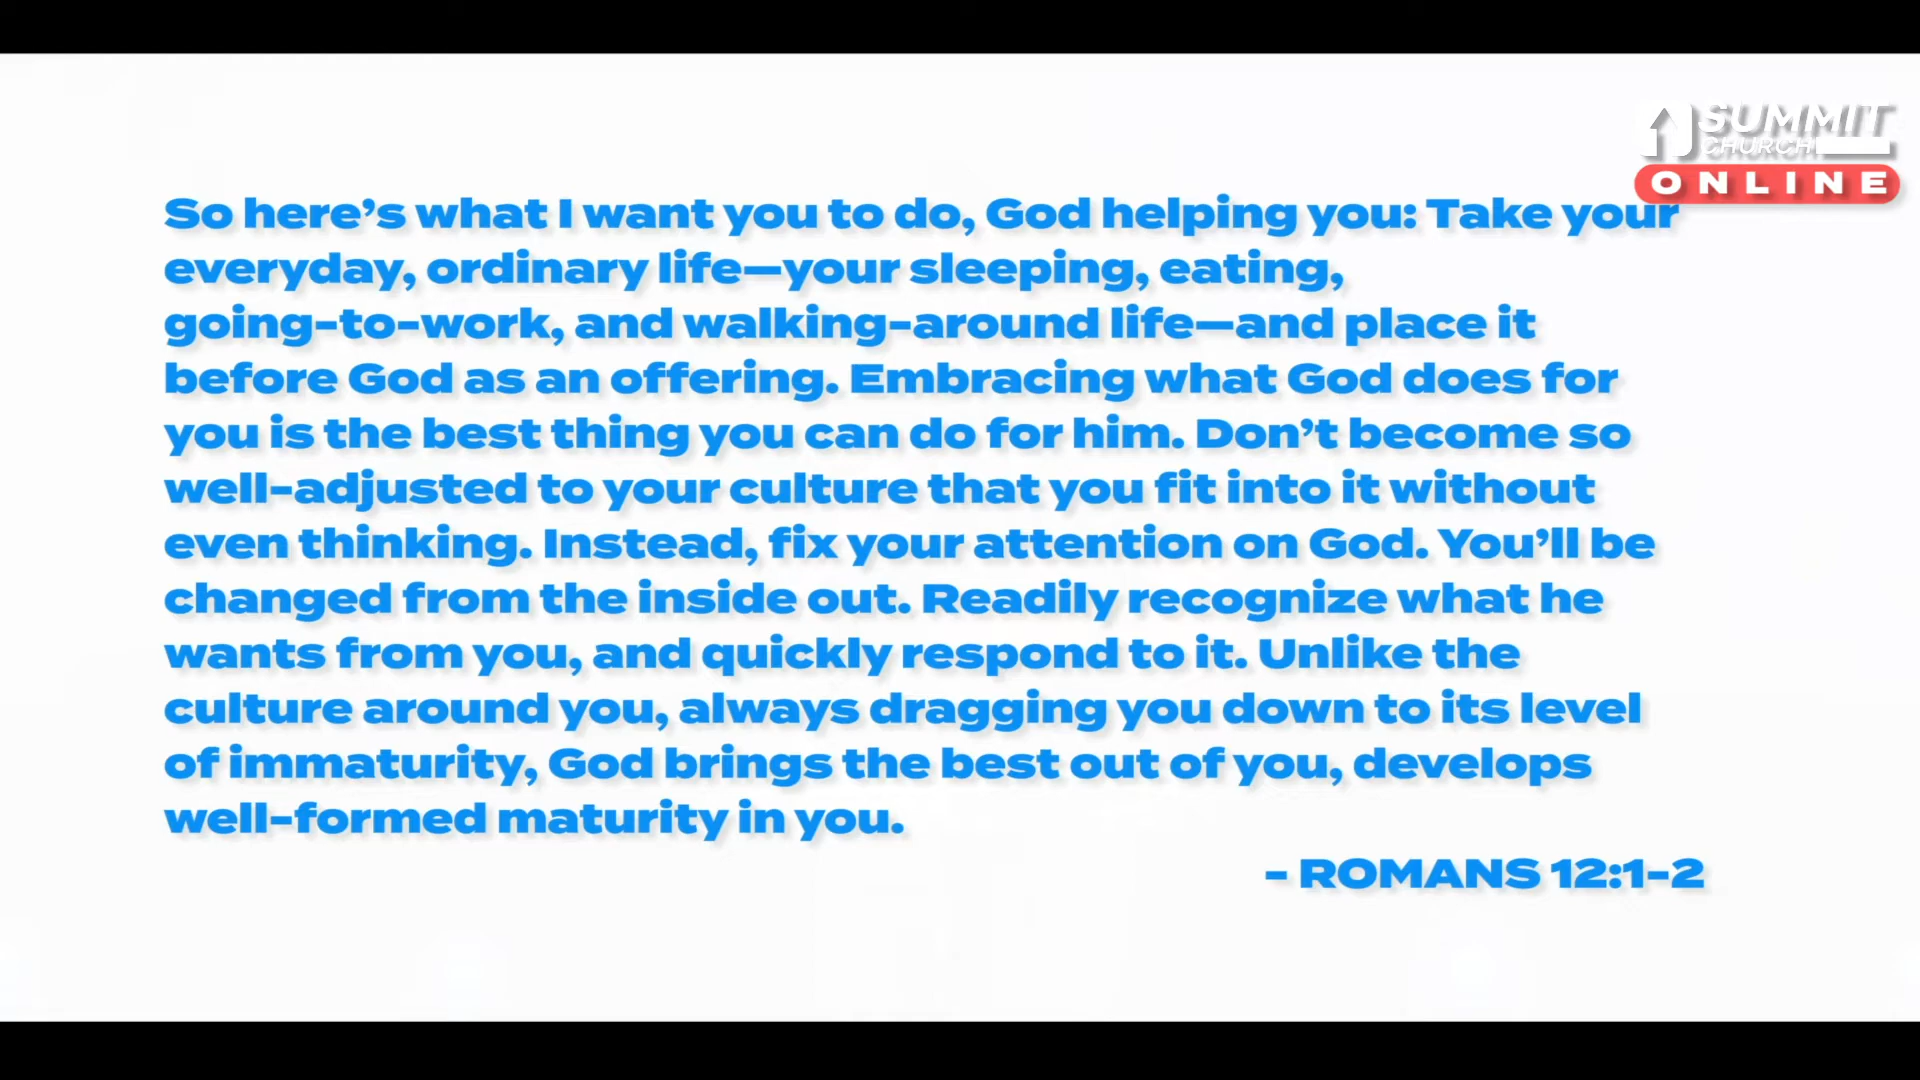 SUMMIT
CHURCH
ONLINE
So here’s what I want you to do, God helping you: Take your
everyday, ordinary life—your sleeping, eating,
going-to-work, and walking-around life—and place it
before God as an offering. Embracing what God does for
you is the best thing you can do for him. Don’t become so
well-adjusted to your culture that you fit into it without
even thinking. Instead, fix your attention on God. You’ll be
changed from the inside out. Readily recognize what he
wants from you, and quickly respond to it. Unlike the
culture around you, always dragging you down to its level
of immaturity, God brings the best out of you, develops
well-formed maturity in you.
- ROMANS 12:1-2